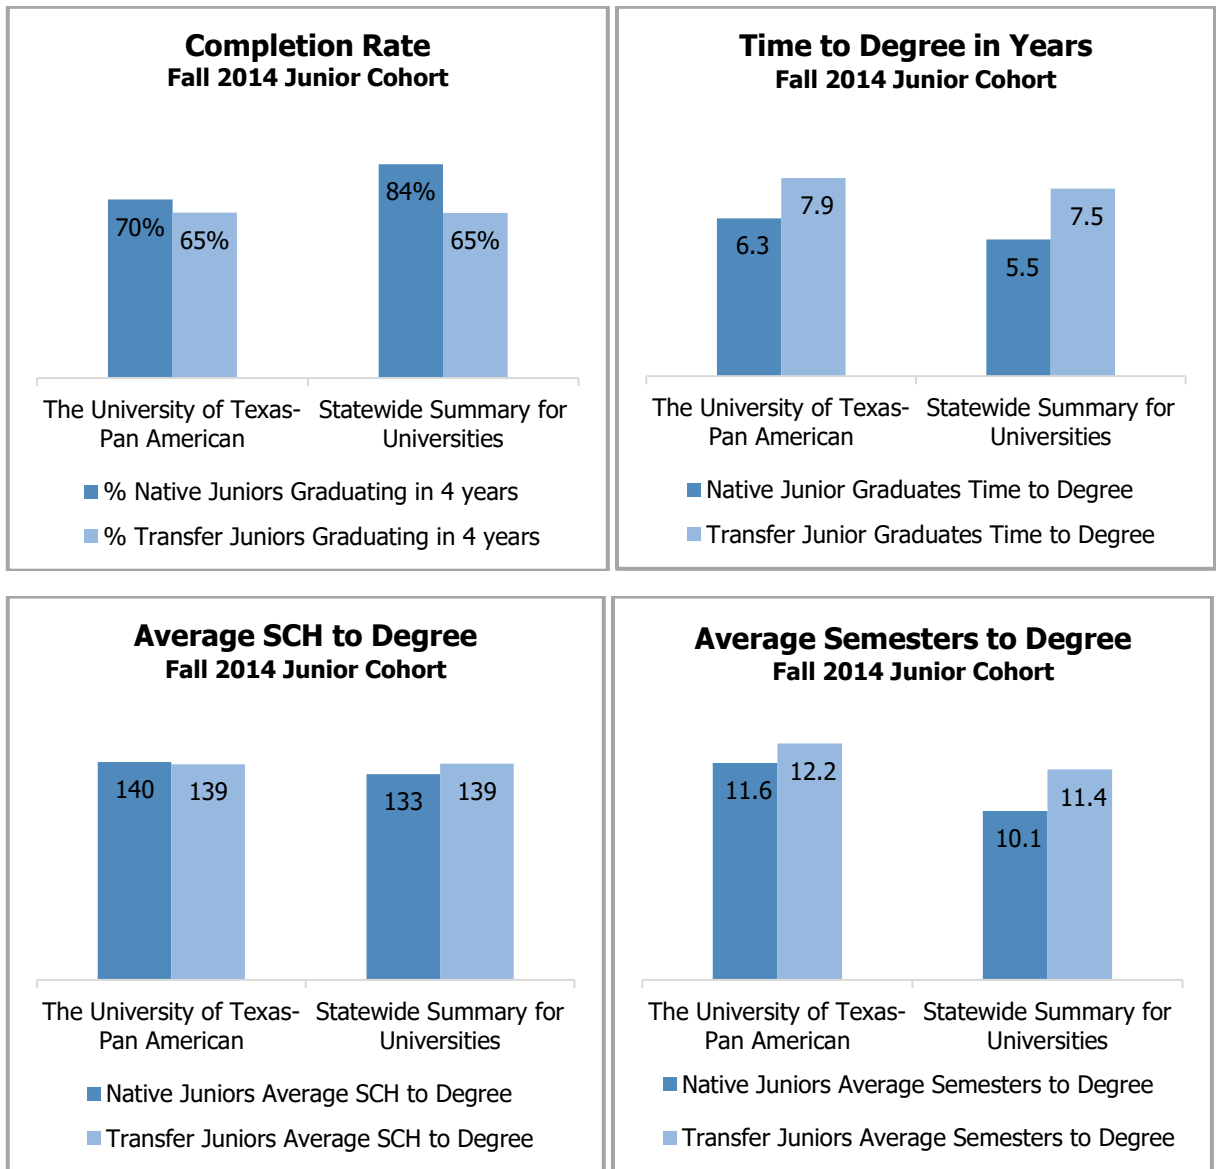 Completion Rate
Fall 2014 Junior Cohort
70%
65%
84%
65%
The University of Texas-
Pan American
Statewide Summary for
Universities
% Native Juniors Graduating in 4 years
% Transfer Juniors Graduating in 4 years
Time to Degree in Years
Fall 2014 Junior Cohort
6.3
7.9
5.5
7.5
The University of Texas-
Pan American
Statewide Summary for
Universities
Native Junior Graduates Time to Degree
Transfer Junior Graduates Time to Degree
Average SCH to Degree
Fall 2014 Junior Cohort
140
139
133
139
The University of Texas-
Pan American
Statewide Summary for
Universities
Native Juniors Average SCH to Degree
Transfer Juniors Average SCH to Degree
Average Semesters to Degree
Fall 2014 Junior Cohort
11.6
12.2
10.1
11.4
The University of Texas-
Pan American
Statewide Summary for
Universities
Native Juniors Average Semesters to Degree
Transfer Juniors Average Semesters to Degree